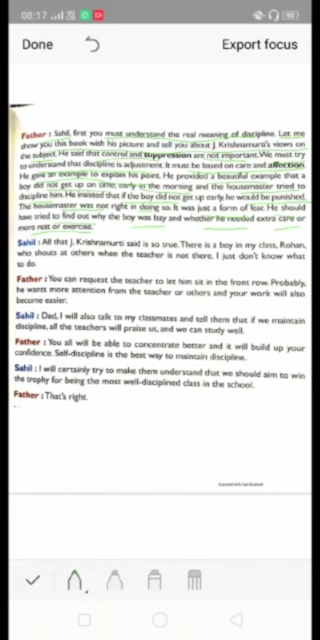 08:17
Done
Export focus
Father : Sahil, first you must understand the real meaning of discipline. Let me
show you this book with his picture and tell you about J. Krishnamurti's views on
the subject. He said that control and suppression are not important. We must try
to understand that discipline is adjustment. It must be based on care and affection.
He gave an example to explain his point. He provided a beautiful example that a
boy did not get up on time, early in the morning and the housemaster tried to
discipline him. He insisted that if the boy did not get up early, he would be punished.
The housemaster was not right in doing so. It was just a form of fear. He should
have tried to find out why the boy was lazy and whether he needed extra care or
more rest or exercise.
Sahil : All that J. Krishnamurti said is so true. There is a boy in my class, Rohan,
who shouts at others when the teacher is not there. I just don't know what
to do.
Father : You can request the teacher to let him sit in the front row. Probably,
he wants more attention from the teacher or others and your work will also
become easier.
Sahil : Dad, I will also talk to my classmates and tell them that if we maintain
discipline, all the teachers will praise us, and we can study well.
Father : You all will be able to concentrate better and it will build up your
confidence. Self-discipline is the best way to maintain discipline.
Sahil : I will certainly try to make them understand that we should aim to win
the trophy for being the most well-disciplined class in the school.
Father : That's right.